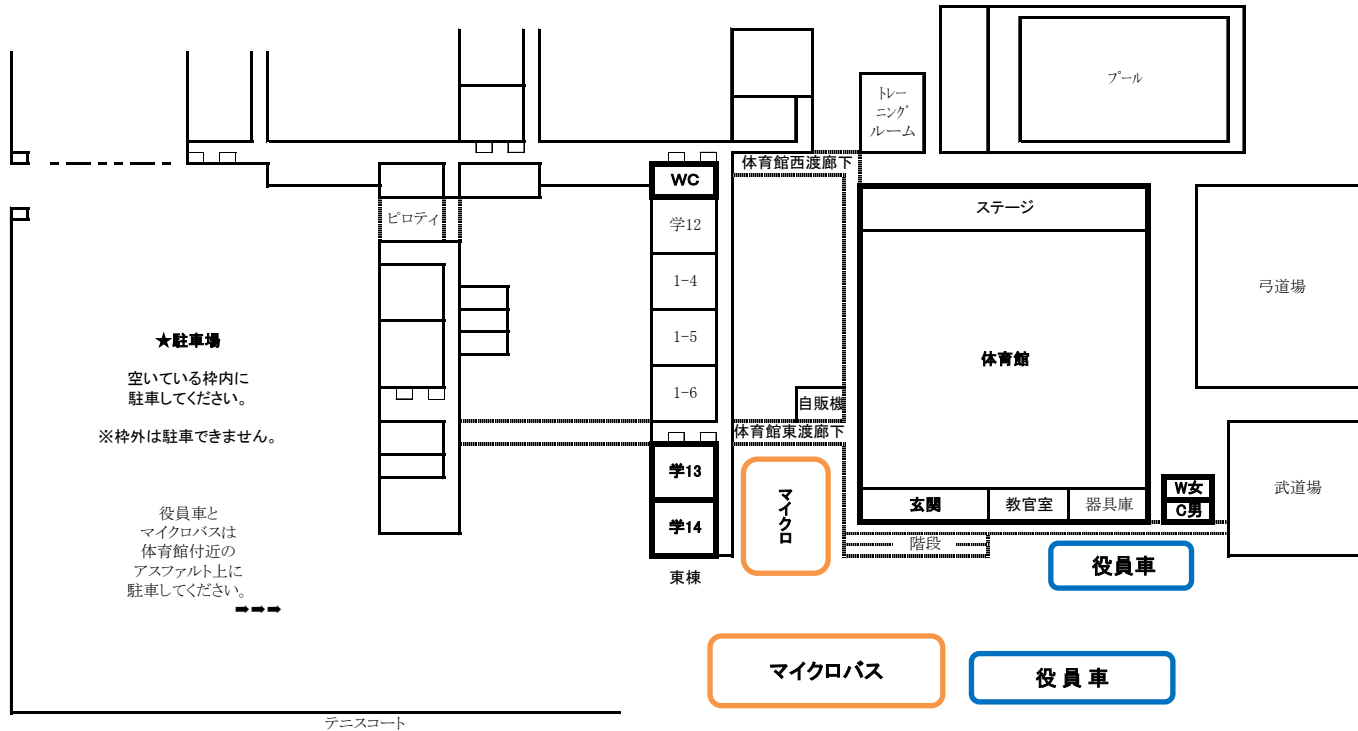 プール
トレー
ニング
ルーム
体育館西渡廊下
WC
ステージ
ピロティ
学12
1-4
弓道場
★駐車場
1-5
体育館
空いている枠内に
駐車してください。
1-6
自販機
※枠外は駐車できません。
体育館東渡廊下
学13
マイクロ
W女
C男
武道場
玄関
教官室
器具庫
学14
役員車と
マイクロバスは
体育館付近の
アスファルト上に
駐車してください。
➡➡➡
階段
役員車
東棟
マイクロバス
役員車
テニスコート